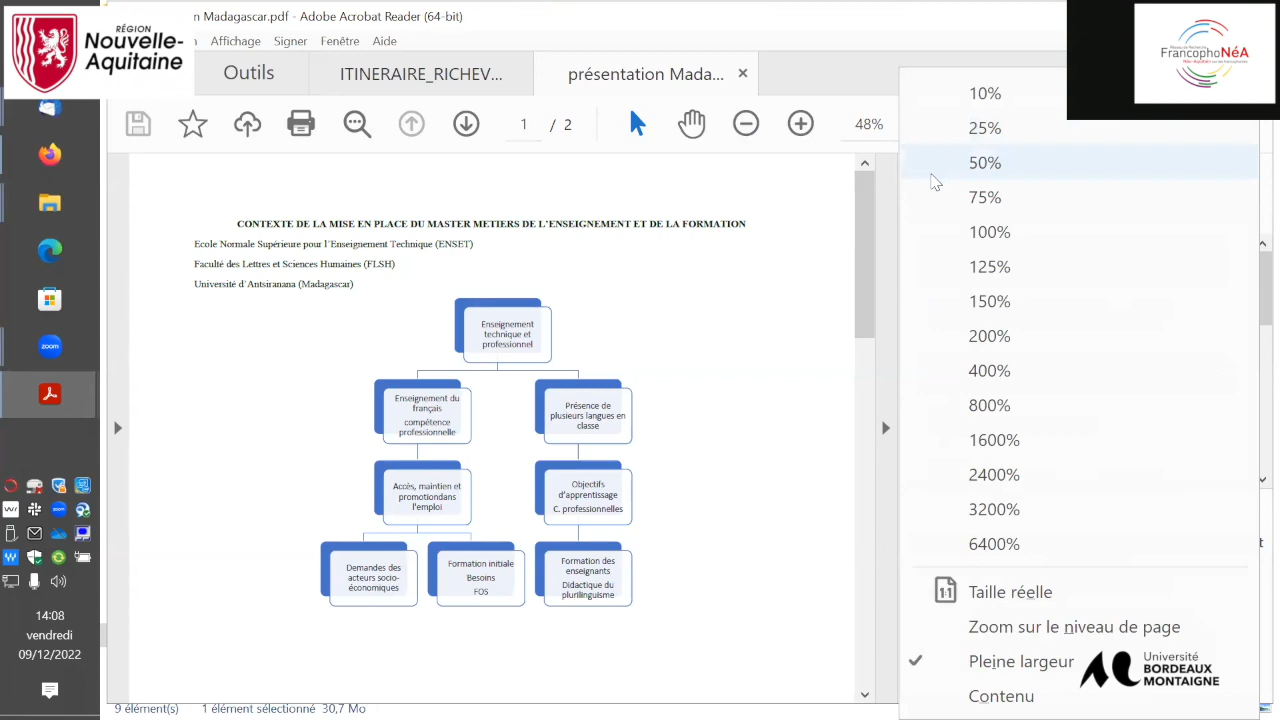 RÉGION
Nouvelle-
Aquitaine
n Madagascar.pdf - Adobe Acrobat Reader (64-bit)
Affichage Signer Fenêtre Aide
Outils ITINERAIRE_RICHEV... présentation Mada...
1 / 2 48%
CONTEXTE DE LA MISE EN PLACE DU MASTER METIERS DE L'ENSEIGNEMENT ET DE LA FORMATION
Ecole Normale Supérieure pour l'Enseignement Technique (ENSET)
Faculté des Lettres et Sciences Humaines (FLSH)
Université d'Antsiranana (Madagascar)
Enseignement
technique et
professionnel
Enseignement du
français
compétence
professionnelle
Présence de
plusieurs langues en
classe
Accès, maintien et
promotiondans
l'emploi
Objectifs
d'apprentissage
C. professionnelles
Demandes des
acteurs socio-
économiques
Formation initiale
Besoins
FOS
Formation des
enseignants
Didactique du
plurilinguisme
10%
25%
50%
75%
100%
125%
150%
200%
400%
800%
1600%
2400%
3200%
6400%
1:1 Taille réelle
Zoom sur le niveau de page
Pleine largeur
Contenu
FrancophoNéA
Université
BORDEAUX
MONTAIGNE
zoom
14:08
vendredi
09/12/2022
9 élément(s) 1 élément sélectionné 30,7 Mo